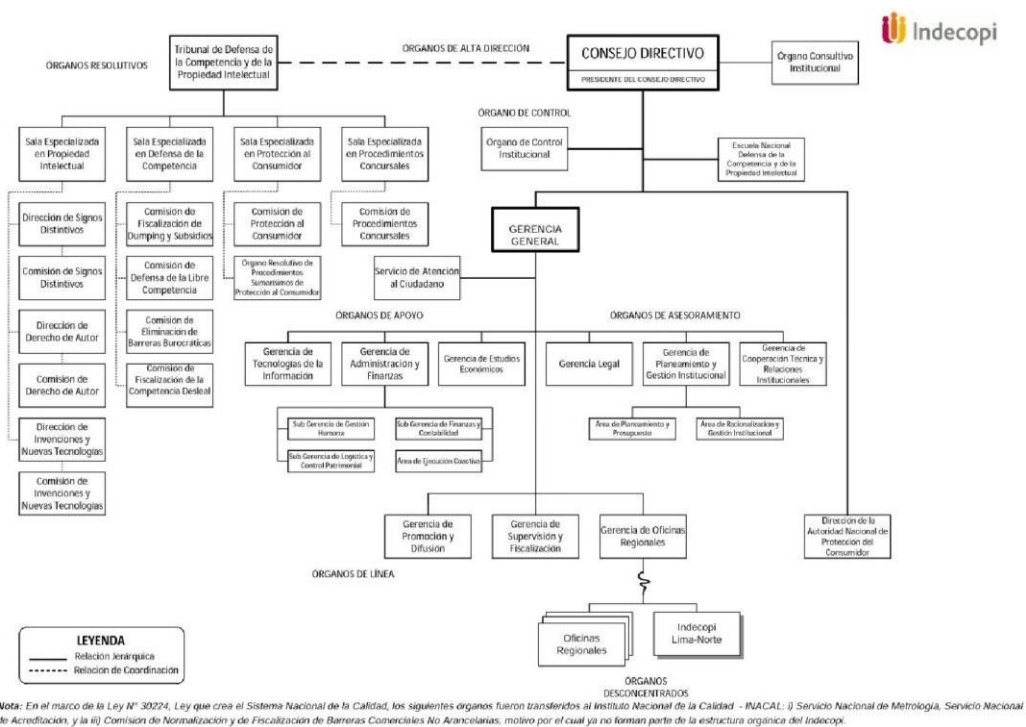 Indecopi
ÓRGANOS RESOLUTIVOS
Tribunal de Defensa de
la Competencia y de la
Propiedad Intelectual
ÓRGANOS DE ALTA DIRECCIÓN
CONSEJO DIRECTIVO
PRESIDENTE DEL CONSEJO DIRECTIVO
Órgano Consultivo
Institucional
ÓRGANO DE CONTROL
Órgano de Control
Institucional
Escuela Nacional
Defensa de la
Competencia y de la
Propiedad Intelectual
Sala Especializada
en Propiedad
Intelectual
Sala Especializada
en Defensa de la
Competencia
Sala Especializada
en Protección al
Consumidor
Sala Especializada
en Procedimientos
Concursales
Dirección de Signos
Distintivos
Comisión de Signos
Distintivos
Dirección de
Derecho de Autor
Comisión de
Derecho de Autor
Dirección de
Invenciones y
Nuevas Tecnologías
Comisión de
Invenciones y
Nuevas Tecnologías
Comisión de
Fiscalización de
Dumping y Subsidios
Comisión de
Defensa de la Libre
Competencia
Comisión de
Eliminación de
Barreras Burocráticas
Comisión de
Fiscalización de la
Competencia Desleal
Comisión de
Protección al
Consumidor
Órgano Resolutivo de
Procedimientos
Sumarísimos de
Protección al Consumidor
Comisión de
Procedimientos
Concursales
GERENCIA
GENERAL
Servicio de Atención
al Ciudadano
ÓRGANOS DE APOYO
ÓRGANOS DE ASESORAMIENTO
Gerencia de
Tecnologías de la
Información
Gerencia de
Administración y
Finanzas
Gerencia de Estudios
Económicos
Gerencia Legal
Gerencia de
Planeamiento y
Gestión Institucional
Gerencia de
Cooperación Técnica y
Relaciones
Institucionales
Sub Gerencia de Gestión
Humana
Sub Gerencia de Finanzas y
Contabilidad
Sub Gerencia de Logística y
Control Patrimonial
Área de Ejecución Coactiva
Área de Planeamiento y
Presupuesto
Área de Racionalización y
Gestión Institucional
Gerencia de
Promoción y
Difusión
Gerencia de
Supervisión y
Fiscalización
Gerencia de Oficinas
Regionales
Dirección de la
Autoridad Nacional de
Protección del
Consumidor
ÓRGANOS DE LÍNEA
Oficinas
Regionales
Indecopi
Lima-Norte
ÓRGANOS
DESCONCENTRADOS
LEYENDA
Relación Jerárquica
Relación de Coordinación
Nota: En el marco de la Ley N° 30224, Ley que crea el Sistema Nacional de la Calidad, los siguientes órganos fueron transferidos al Instituto Nacional de la Calidad - INACAL: i) Servicio Nacional de Metrología, Servicio Nacional
de Acreditación, y la iii) Comisión de Normalización y de Fiscalización de Barreras Comerciales No Arancelarias, motivo por el cual ya no forman parte de la estructura orgánica del Indecopi.